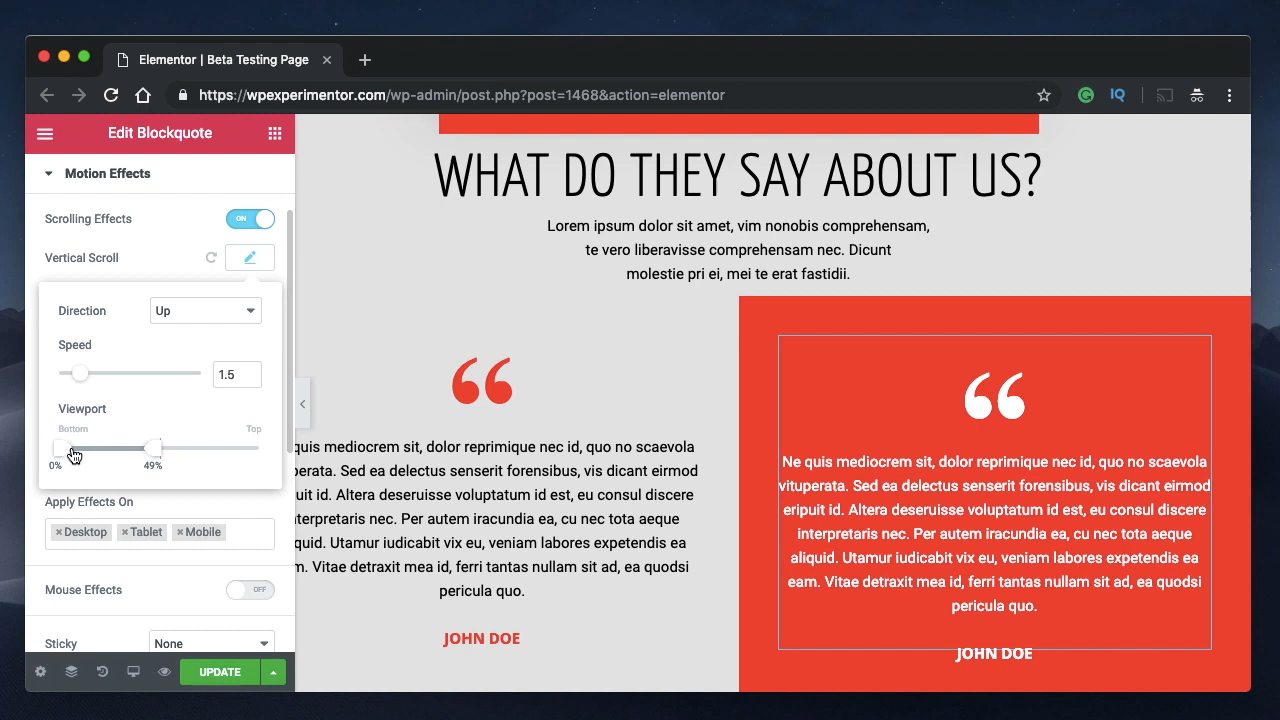 Elementor | Beta Testing Page
https://wpexperimentor.com/wp-admin/post.php?post=1468&action=elementor
IQ
Edit Blockquote
Motion Effects
Scrolling Effects
ON
Vertical Scroll
Direction
Up
Speed
1.5
Viewport
Bottom
Top
0%
49%
Apply Effects On
× Desktop
× Tablet
× Mobile
Mouse Effects
OFF
Sticky
None
UPDATE
WHAT DO THEY SAY ABOUT US?
Lorem ipsum dolor sit amet, vim nonobis comprehensam,
te vero liberavisse comprehensam nec. Dicunt
molestie pri ei, mei te erat fastidii.
“
quis mediocrem sit, dolor reprimique nec id, quo no scaevola
perata. Sed ea delectus senserit forensibus, vis dicant eirmod
uit id. Altera deseruisse voluptatum id est, eu consul discere
terpretaris nec. Per autem iracundia ea, cu nec tota aeque
quid. Utamur iudicabit vix eu, veniam labores expetendis ea
m. Vitae detraxit mea id, ferri tantas nullam sit ad, ea quodsi
pericula quo.
JOHN DOE
“
Ne quis mediocrem sit, dolor reprimique nec id, quo no scaevola
vituperata. Sed ea delectus senserit forensibus, vis dicant eirmod
eripuit id. Altera deseruisse voluptatum id est, eu consul discere
interpretaris nec. Per autem iracundia ea, cu nec tota aeque
aliquid. Utamur iudicabit vix eu, veniam labores expetendis ea
eam. Vitae detraxit mea id, ferri tantas nullam sit ad, ea quodsi
pericula quo.
JOHN DOE